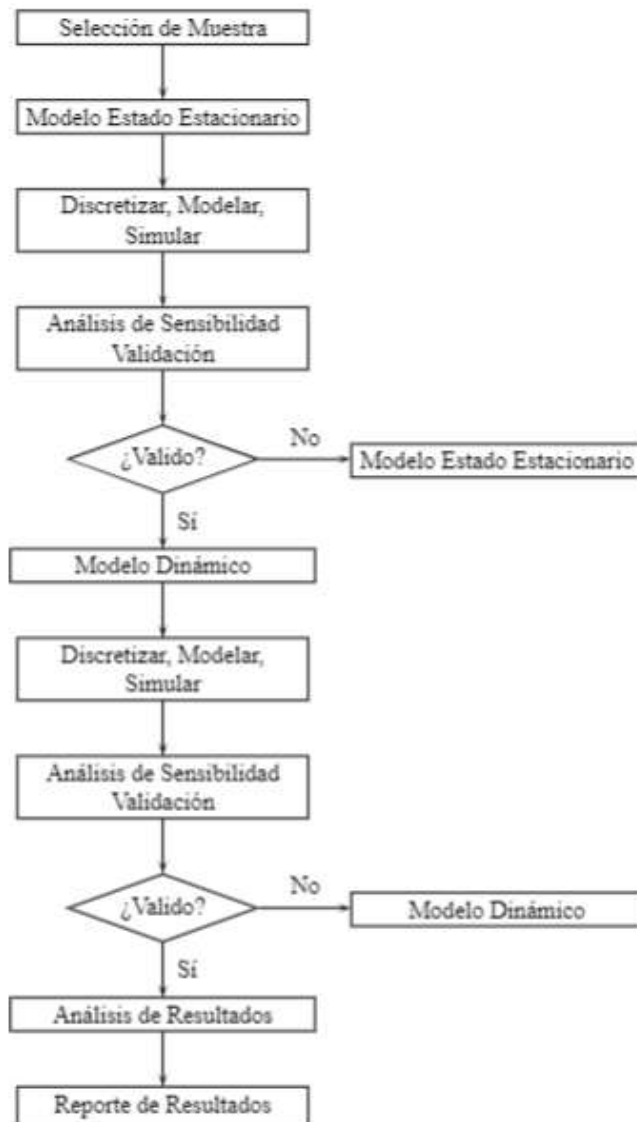 Selección de Muestra
Modelo Estado Estacionario
Discretizar, Modelar,
Simular
Análisis de Sensibilidad
Validación
¿Valido?
No
Modelo Estado Estacionario
Sí
Modelo Dinámico
Discretizar, Modelar,
Simular
Análisis de Sensibilidad
Validación
¿Valido?
No
Modelo Dinámico
Sí
Análisis de Resultados
Reporte de Resultados